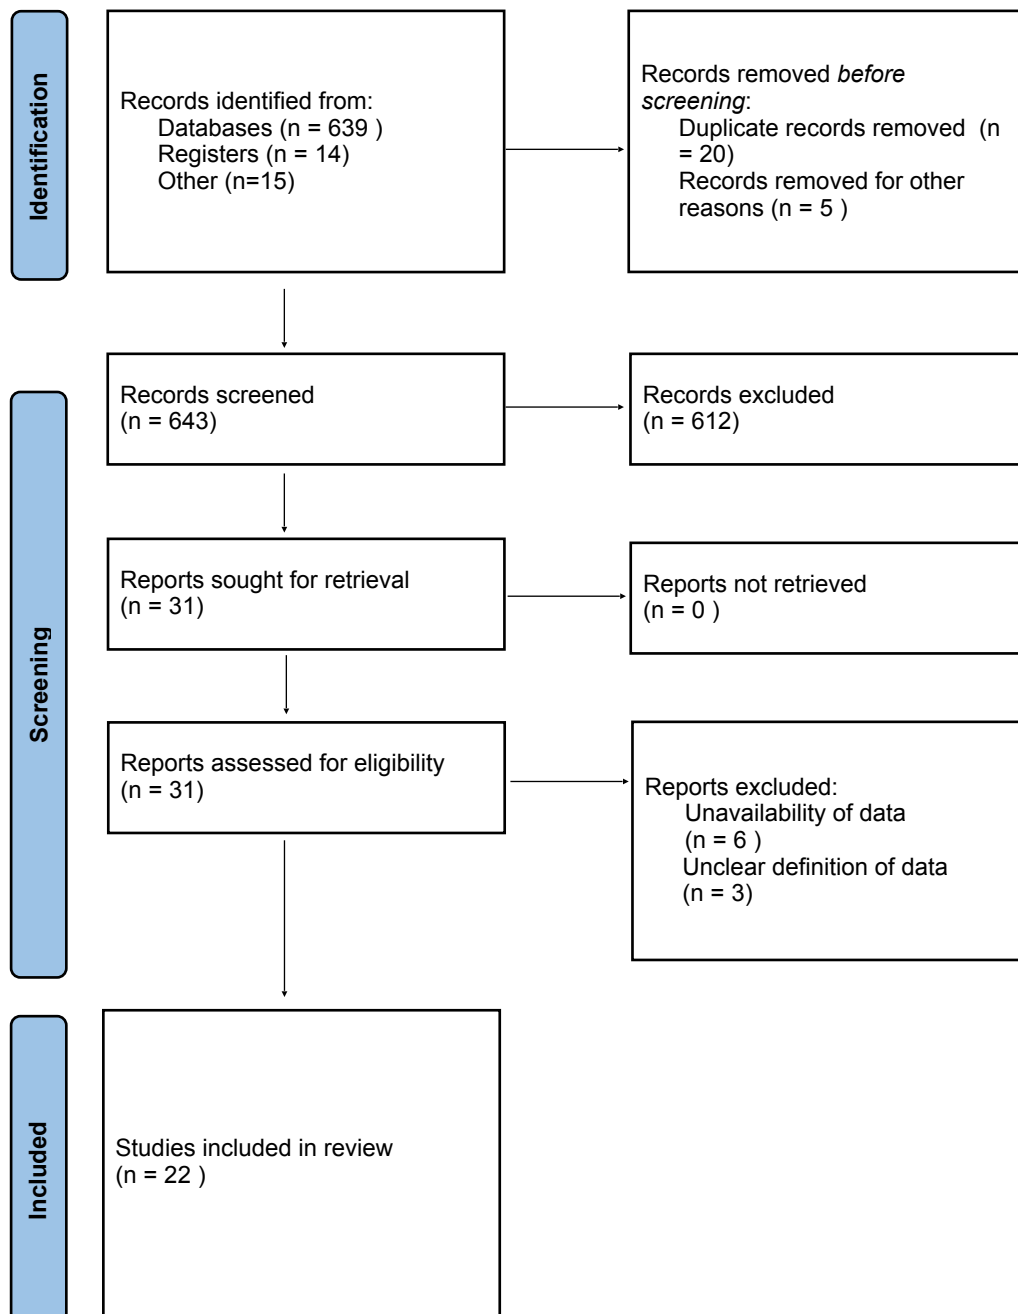 Identification
Records identified from:
Databases (n = 639 )
Registers (n = 14)
Other (n=15)
Records removed before
screening:
Duplicate records removed  (n
= 20)
Records removed for other
reasons (n = 5 )
Screening
Records screened
(n = 643)
Records excluded
(n = 612)
Reports sought for retrieval
(n = 31)
Reports not retrieved
(n = 0 )
Reports assessed for eligibility
(n = 31)
Reports excluded:
Unavailability of data
(n = 6 )
Unclear definition of data
(n = 3)
Included
Studies included in review
(n = 22 )